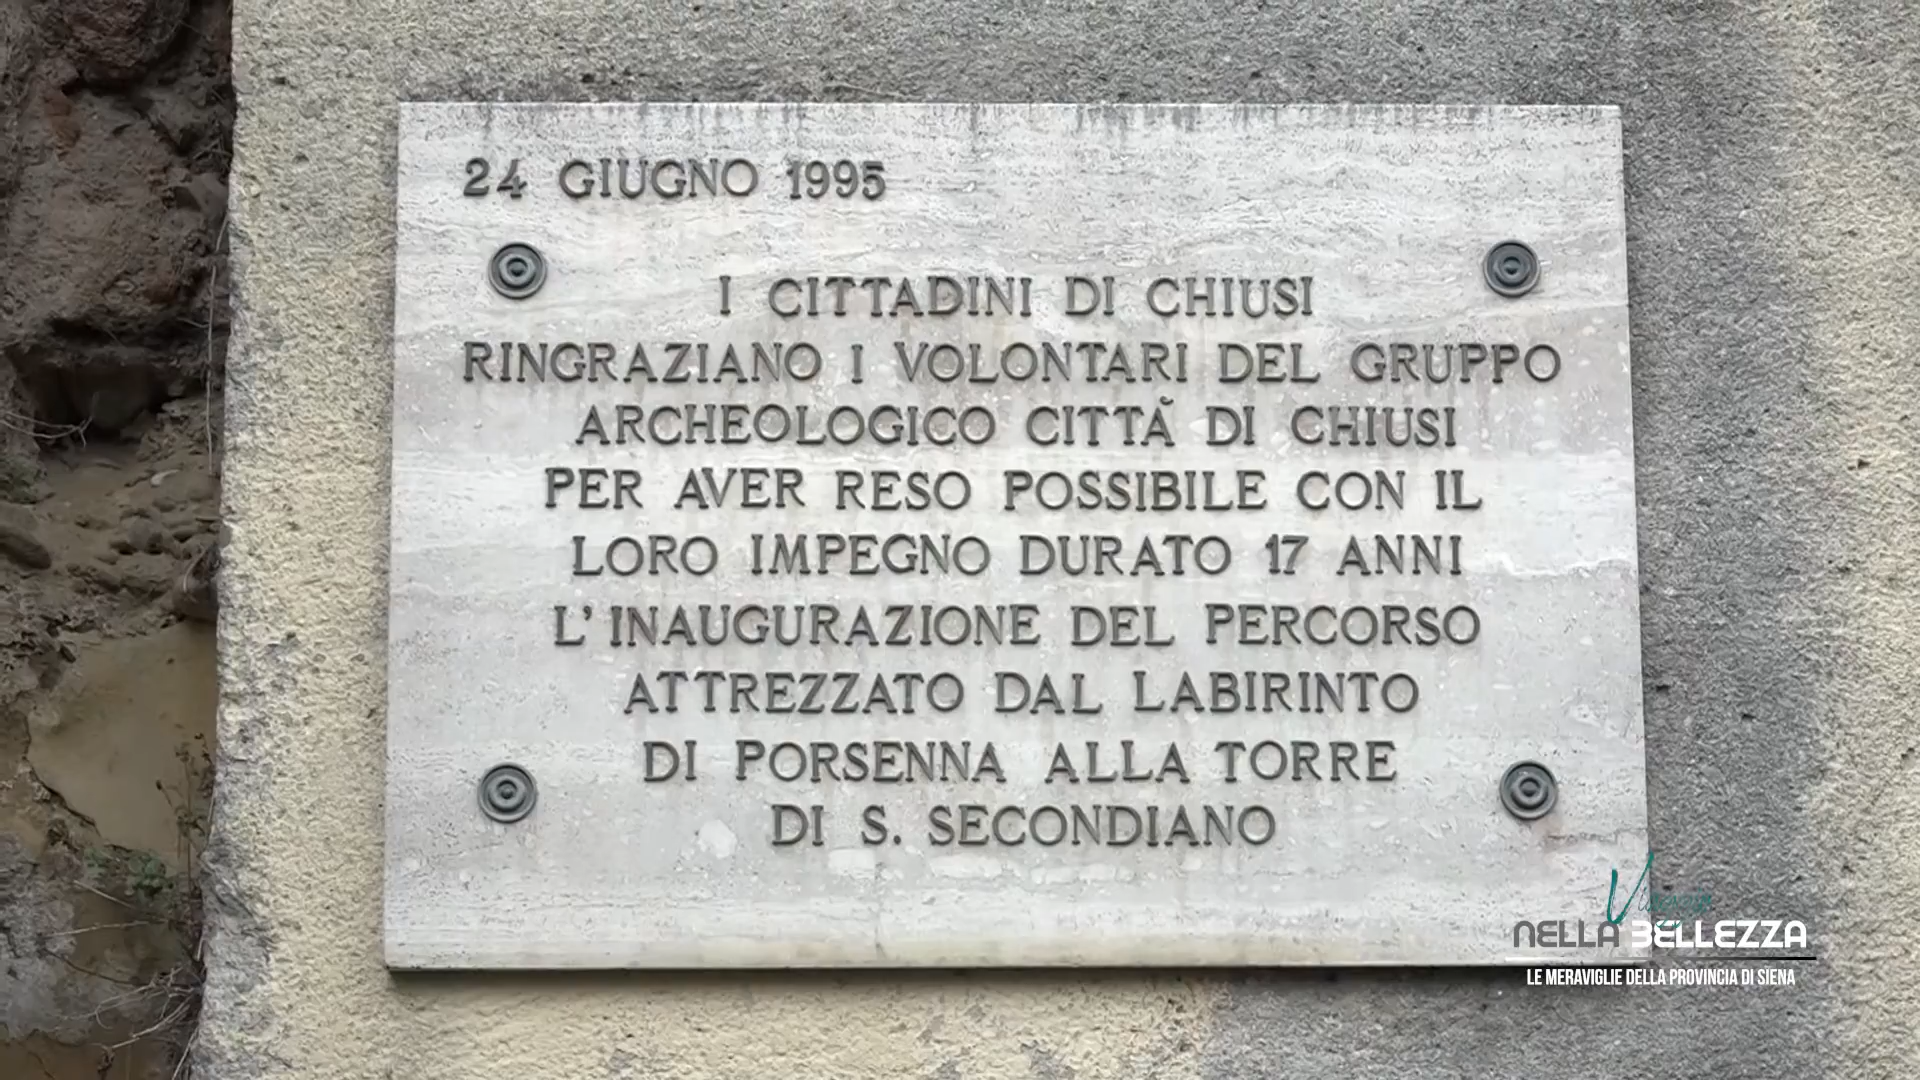 24 GIUGNO 1995
I CITTADINI DI CHIUSI
RINGRAZIANO I VOLONTARI DEL GRUPPO
ARCHEOLOGICO CITTÀ DI CHIUSI
PER AVER RESO POSSIBILE CON IL
LORO IMPEGNO DURATO 17 ANNI
L'INAUGURAZIONE DEL PERCORSO
ATTREZZATO DAL LABIRINTO
DI PORSENNA ALLA TORRE
DI S. SECONDIANO
NELLA BELLEZZA
LE MERAVIGLIE DELLA PROVINCIA DI SIENA